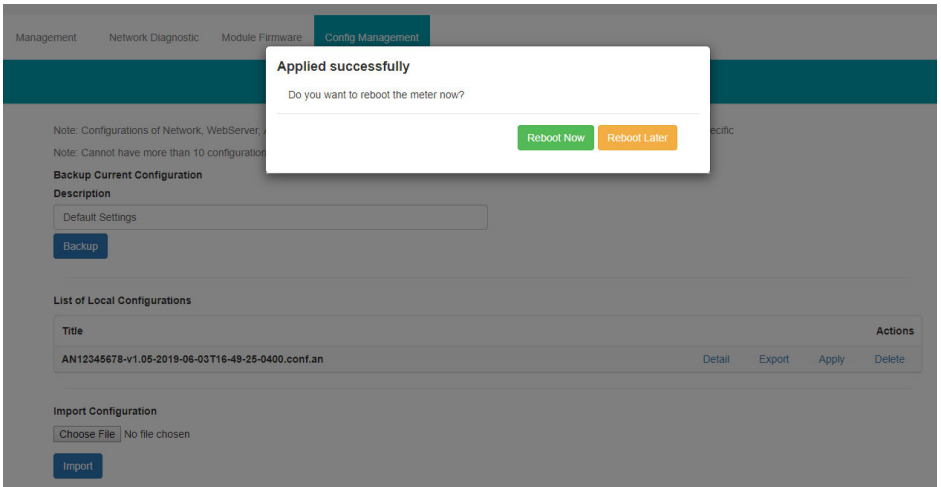 Management Network Diagnostic Module Firmware Config Management
Applied successfully
Do you want to reboot the meter now?
Reboot Now Reboot Later
Note: Configurations of Network, WebServer,
Note: Cannot have more than 10 configuration
Backup Current Configuration
Description
Default Settings
Backup
List of Local Configurations
Title Actions
AN12345678-v1.05-2019-06-03T16-49-25-0400.conf.an Detail Export Apply Delete
Import Configuration
Choose File No file chosen
Import